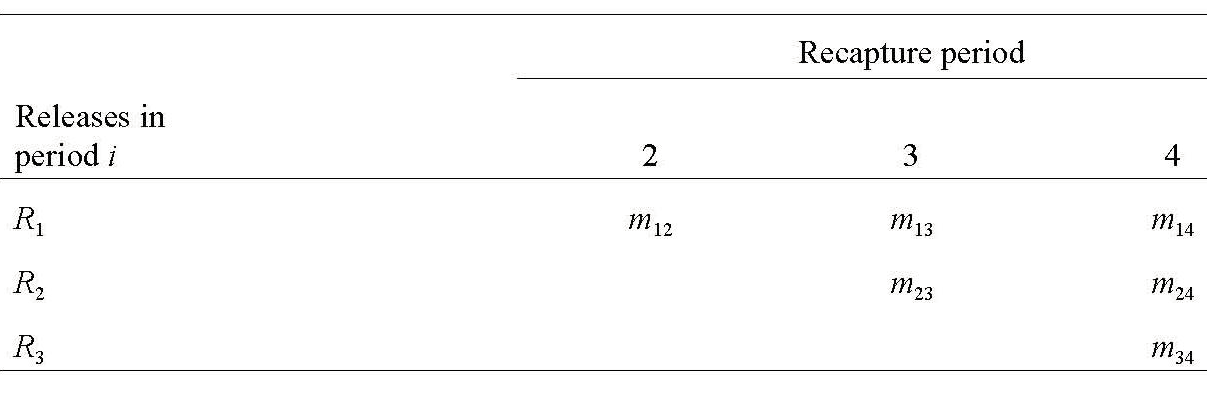 Recapture period
Releases in
period i
2 3 4
R₁ m₁₂ m₁₃ m₁₄
R₂ m₂₃ m₂₄
R₃ m₃₄